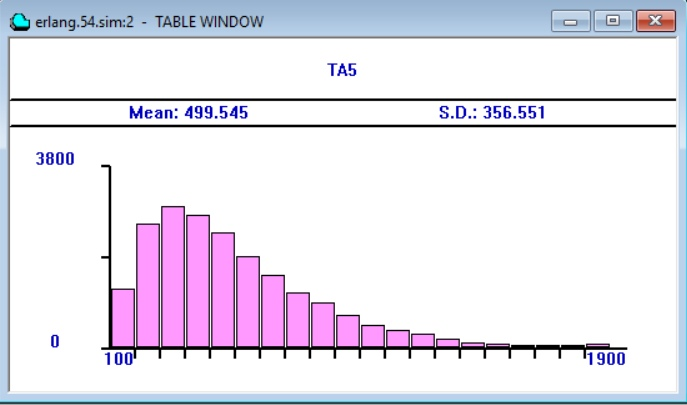 erlang.54.sim:2 - TABLE WINDOW
TA5
Mean: 499.545 S.D.: 356.551
3800
0
100 1900